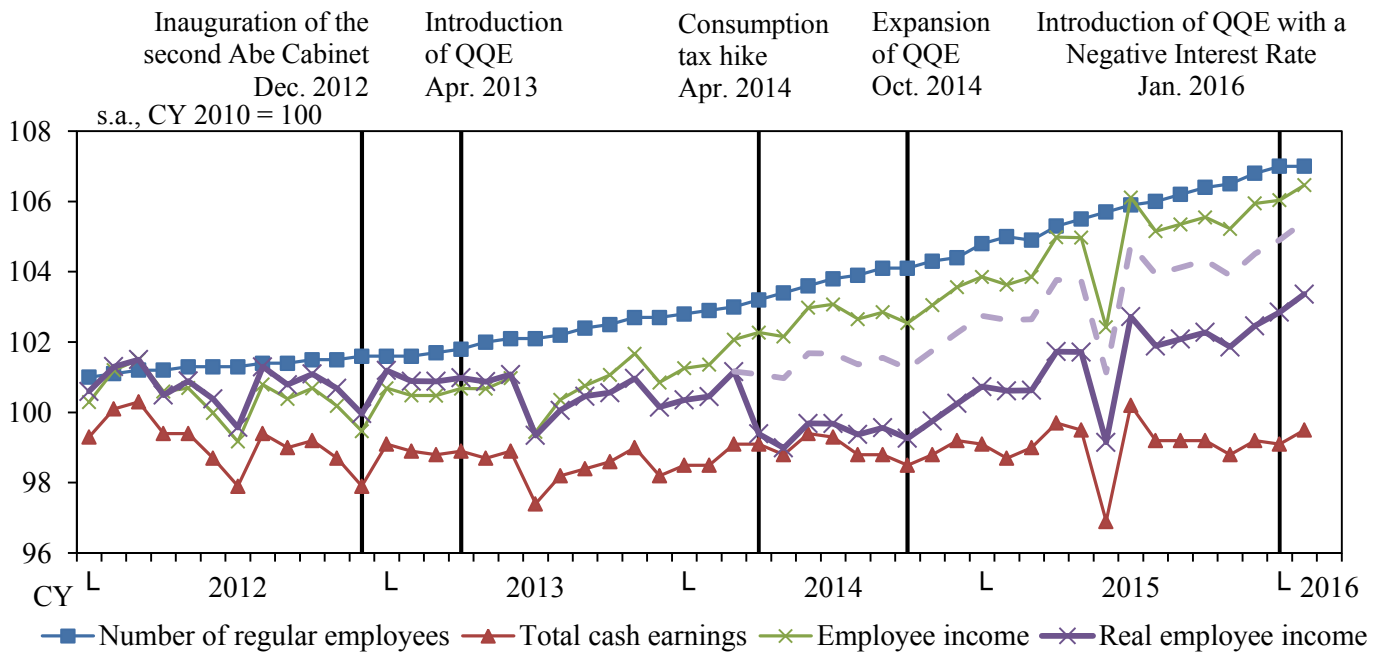 Inauguration of the
second Abe Cabinet
Dec. 2012
Introduction
of QQE
Apr. 2013
Consumption
tax hike
Apr. 2014
Expansion
of QQE
Oct. 2014
Introduction of QQE with a
Negative Interest Rate
Jan. 2016
s.a., CY 2010 = 100
108
106
104
102
100
98
96
CY
└ 2012 └ 2013 └ 2014 └ 2015 └ 2016
Number of regular employees Total cash earnings Employee income Real employee income